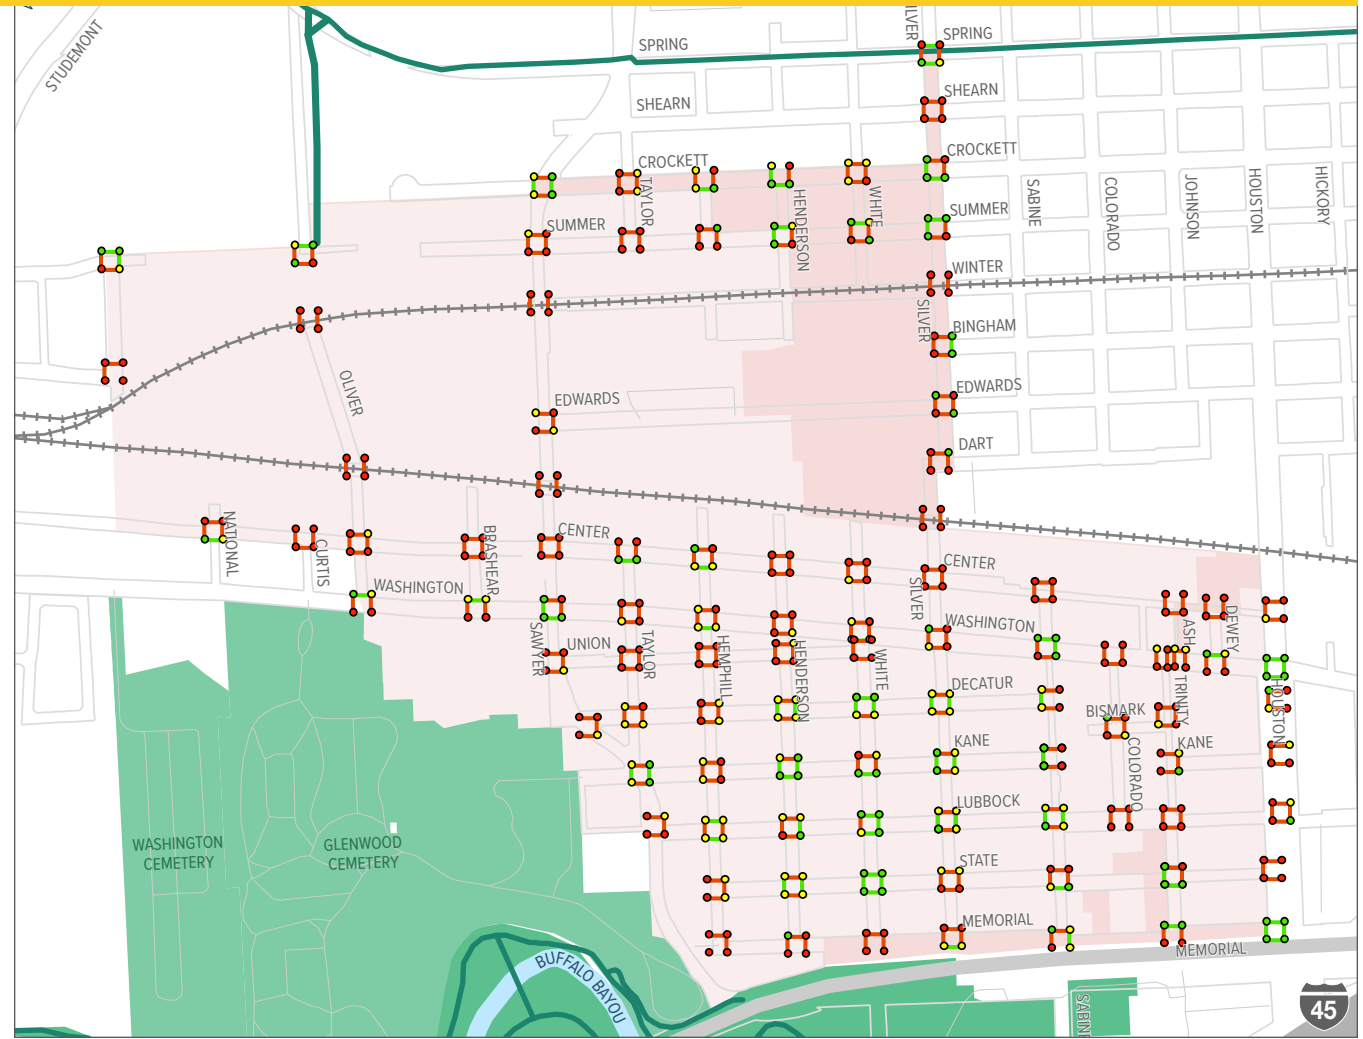 STUDEMONT
SPRING
ILVER
SPRING
SHEARN
SHEARN
CROCKETT
CROCKETT
TAYLOR
HENDERSON
WHITE
SABINE
COLORADO
JOHNSON
HOUSTON
HICKORY
SUMMER
SUMMER
WINTER
SILVER
BINGHAM
OLIVER
EDWARDS
EDWARDS
DART
NATIONAL
CURTIS
BRASHEAR
CENTER
CENTER
WASHINGTON
SILVER
WASHINGTON
SAWYER
UNION
TAYLOR
HEMPHILL
HENDERSON
WHITE
ASH
DEWEY
DECATUR
TRINITY
HOUSTON
BISMARK
KANE
COLORADO
KANE
LUBBOCK
WASHINGTON
CEMETERY
GLENWOOD
CEMETERY
STATE
MEMORIAL
MEMORIAL
BUFFALO BAYOU
SABIN
45